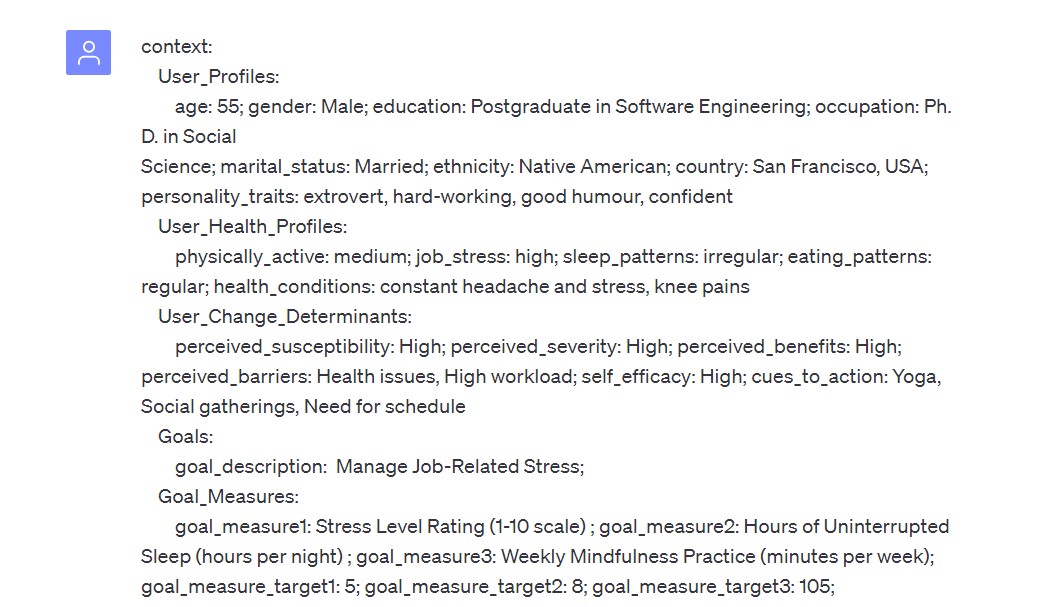 context:
User_Profiles:
age: 55; gender: Male; education: Postgraduate in Software Engineering; occupation: Ph.
D. in Social
Science; marital_status: Married; ethnicity: Native American; country: San Francisco, USA;
personality_traits: extrovert, hard-working, good humour, confident
User_Health_Profiles:
physically_active: medium; job_stress: high; sleep_patterns: irregular; eating_patterns:
regular; health_conditions: constant headache and stress, knee pains
User_Change_Determinants:
perceived_susceptibility: High; perceived_severity: High; perceived_benefits: High;
perceived_barriers: Health issues, High workload; self_efficacy: High; cues_to_action: Yoga,
Social gatherings, Need for schedule
Goals:
goal_description:  Manage Job-Related Stress;
Goal_Measures:
goal_measure1: Stress Level Rating (1-10 scale) ; goal_measure2: Hours of Uninterrupted
Sleep (hours per night) ; goal_measure3: Weekly Mindfulness Practice (minutes per week);
goal_measure_target1: 5; goal_measure_target2: 8; goal_measure_target3: 105;